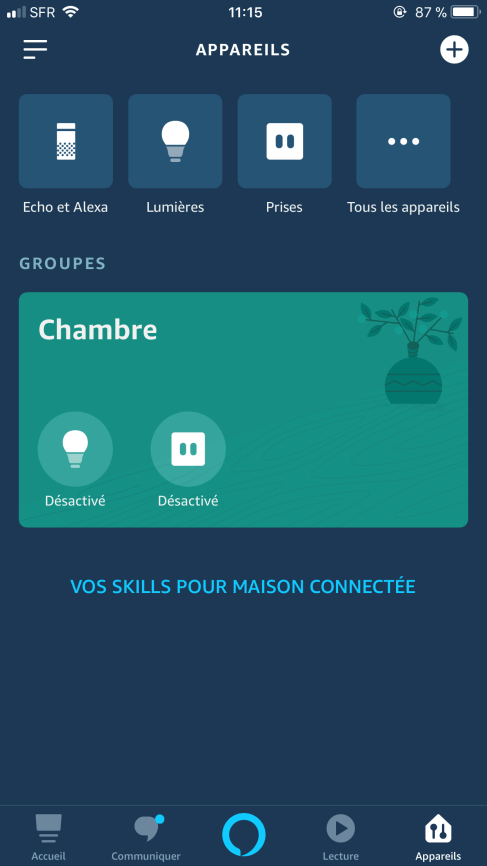 SFR 11:15 87 %
APPAREILS
Echo et Alexa Lumières Prises Tous les appareils
GROUPES
Chambre
Désactivé Désactivé
VOS SKILLS POUR MAISON CONNECTÉE
Accueil Communiquer Lecture Appareils